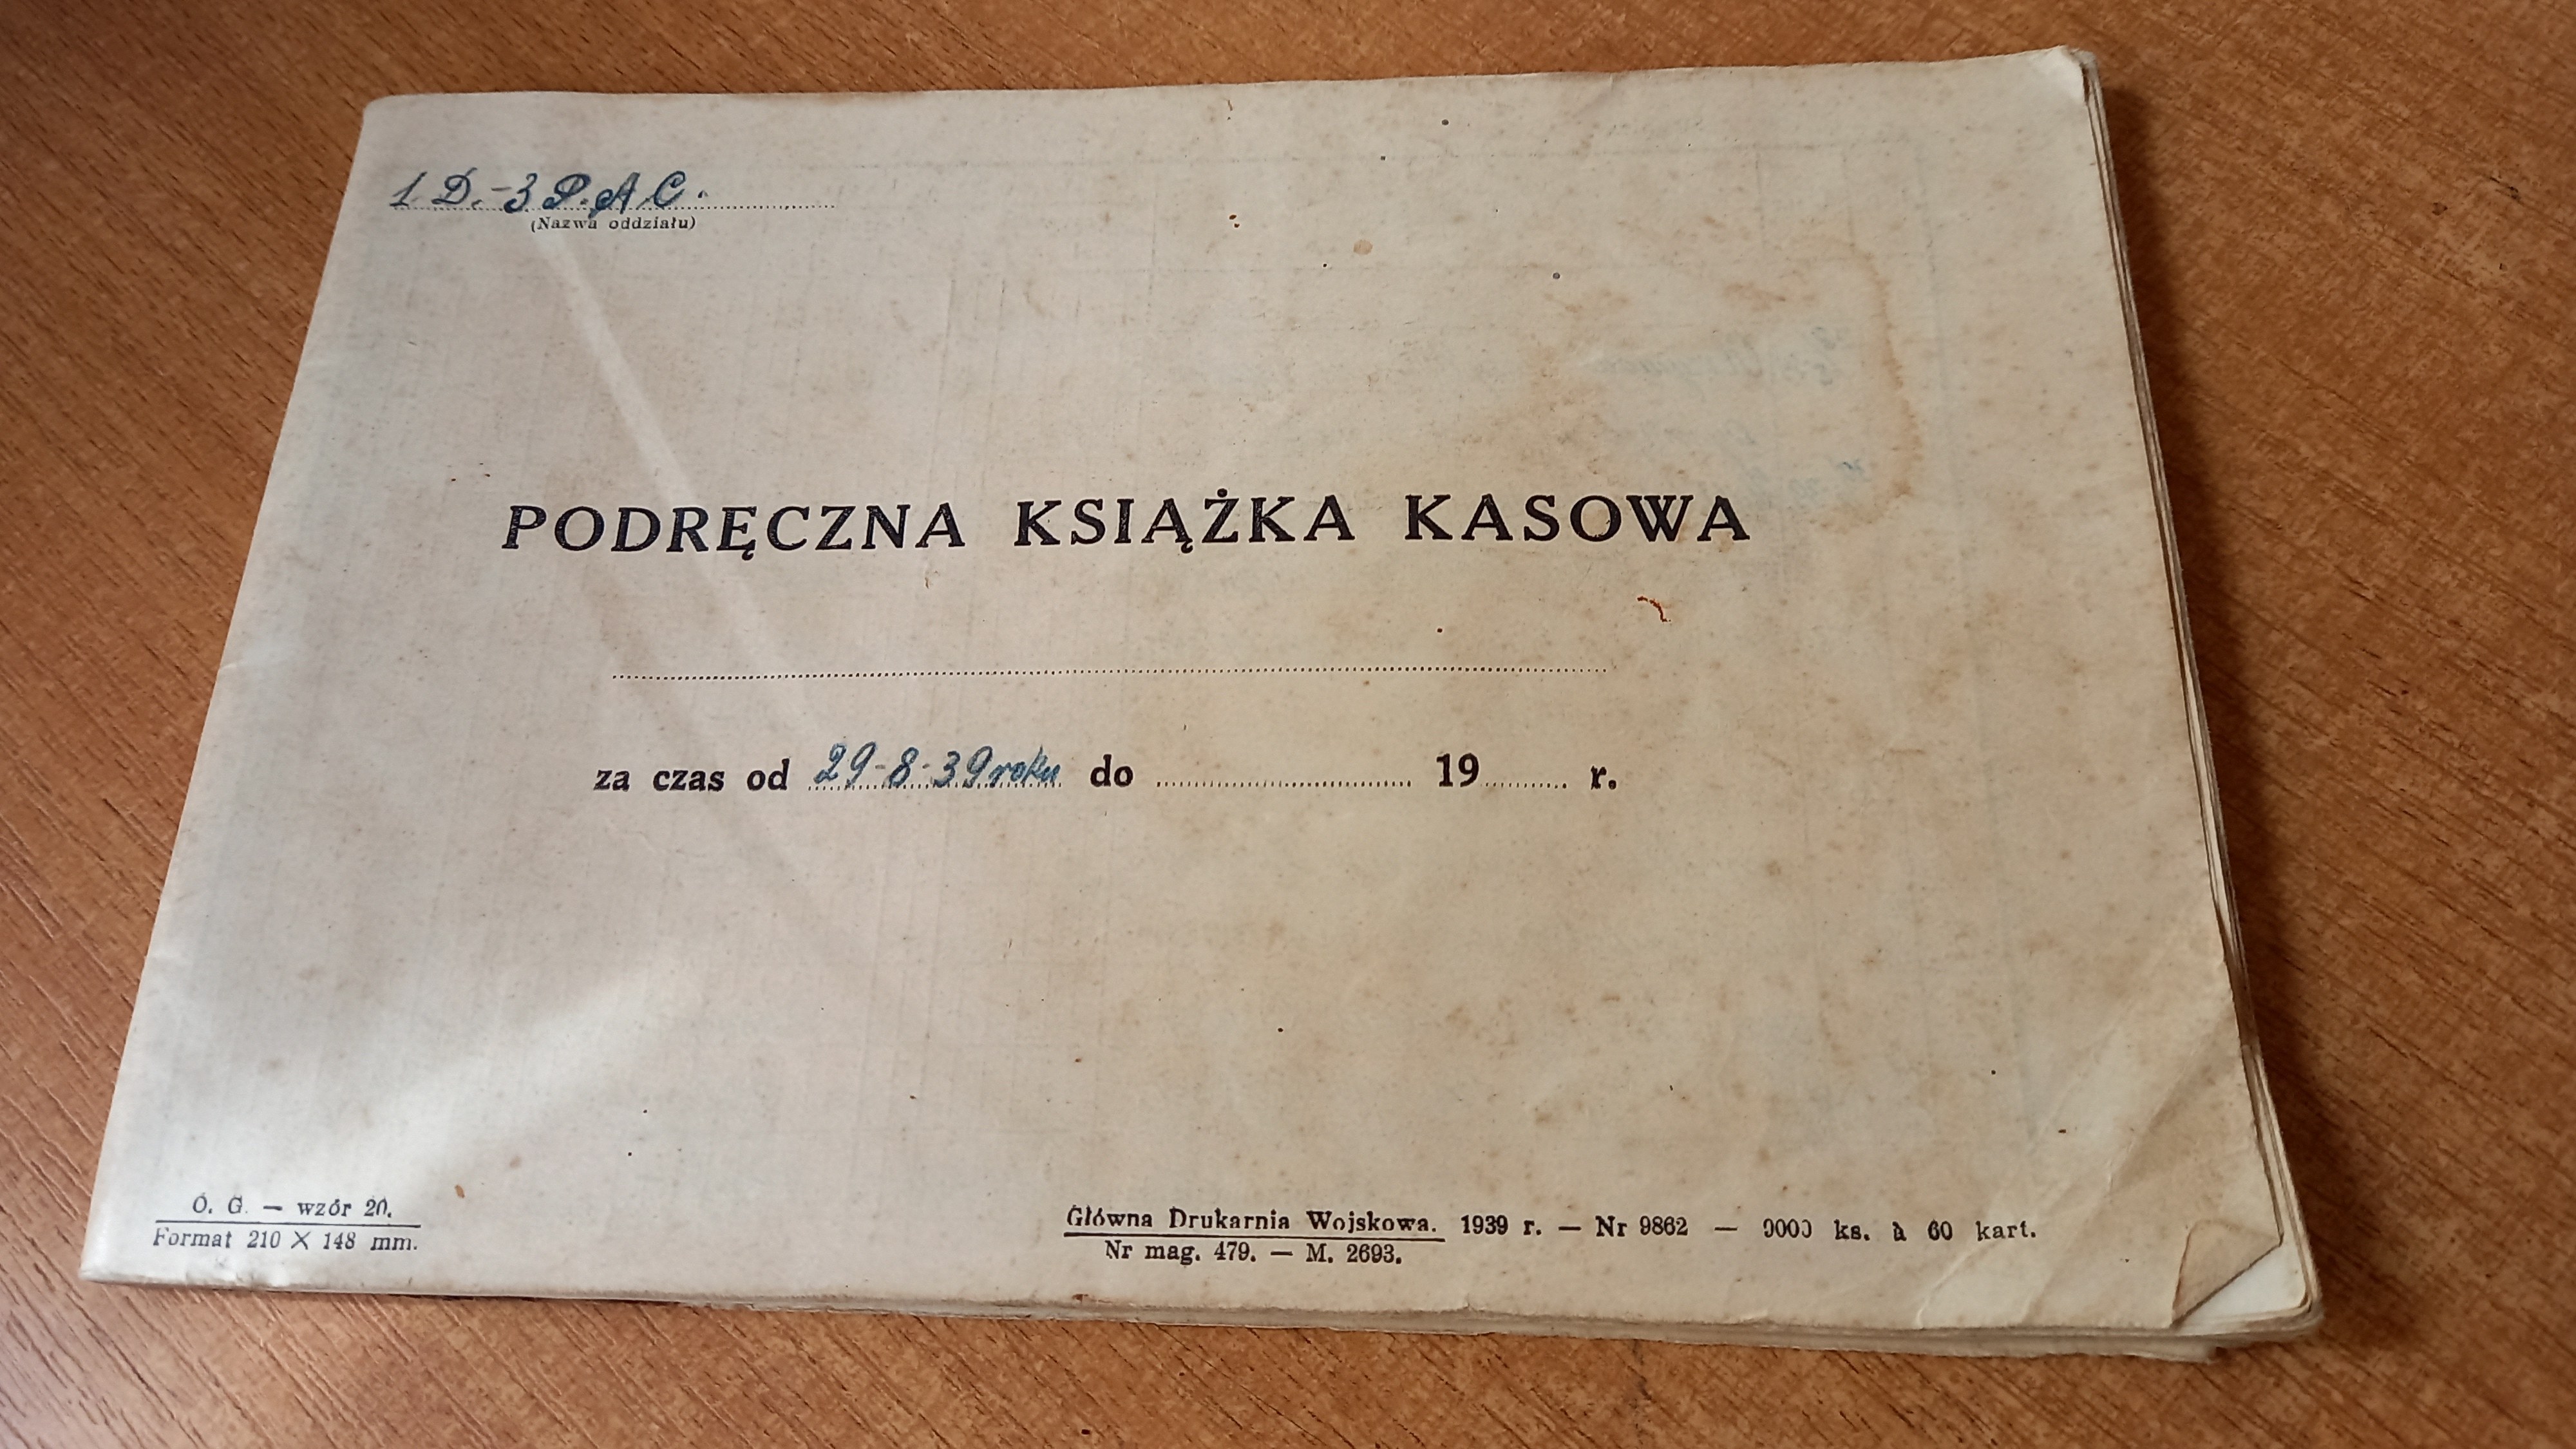 1 D.-3 P.A.C.
(Nazwa oddziału)
PODRĘCZNA KSIĄŻKA KASOWA
za czas od 29-8-39 roku do 19 r.
O. G. — wzór 20.
Format 210 X 148 mm.
Główna Drukarnia Wojskowa. 1939 r. — Nr 9862 — ks. à 60 kart.
Nr mag. 479. — M. 2693.